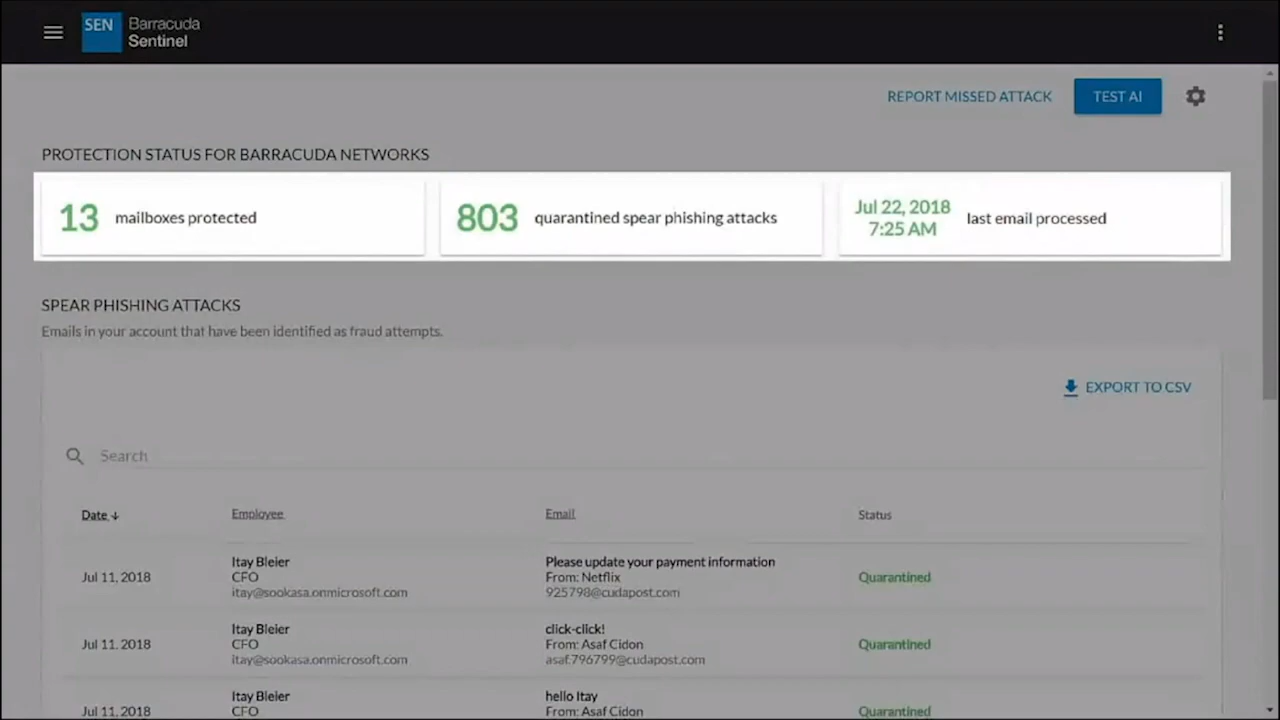 SEN
Barracuda
Sentinel
REPORT MISSED ATTACK
TEST AI
PROTECTION STATUS FOR BARRACUDA NETWORKS
13 mailboxes protected
803 quarantined spear phishing attacks
Jul 22, 2018
7:25 AM
last email processed
SPEAR PHISHING ATTACKS
Emails in your account that have been identified as fraud attempts.
EXPORT TO CSV
Search
Date Employee Email Status
Jul 11, 2018
Itay Bleier
CFO
itay@sookasa.onmicrosoft.com
Please update your payment information
From: Netflix
925798@cudapost.com
Quarantined
Jul 11, 2018
Itay Bleier
CFO
itay@sookasa.onmicrosoft.com
click-click!
From: Asaf Cidon
asaf.796799@cudapost.com
Quarantined
Jul 11, 2018
Itay Bleier
CFO
hello Itay
From: Asaf Cidon
Quarantined